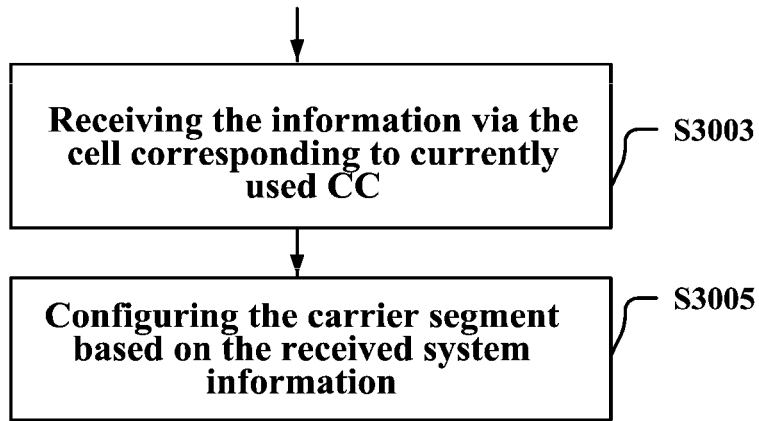 Receiving the information via the
cell corresponding to currently
used CC
S3003
Configuring the carrier segment
based on the received system
information
S3005